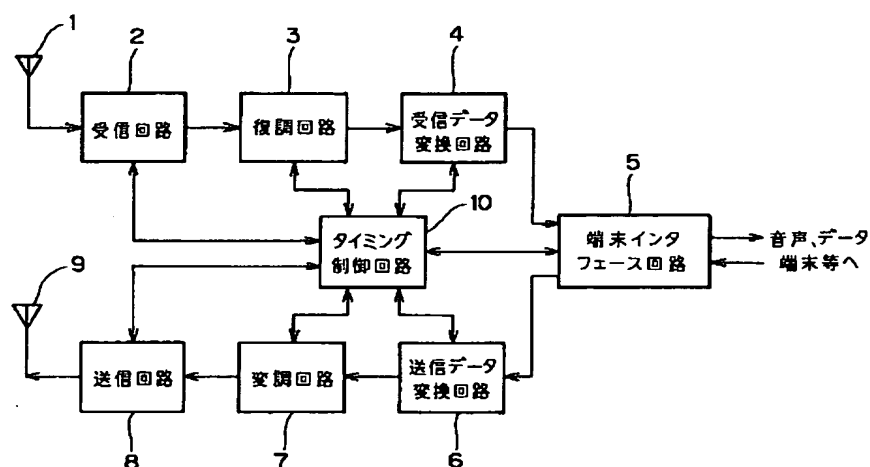 1
2
3
4
受信回路
復調回路
受信データ
変換回路
5
10
タイミング
制御回路
端末インタ
フェース回路
音声、データ
端末等へ
9
送信回路
変調回路
送信データ
変換回路
8
7
6